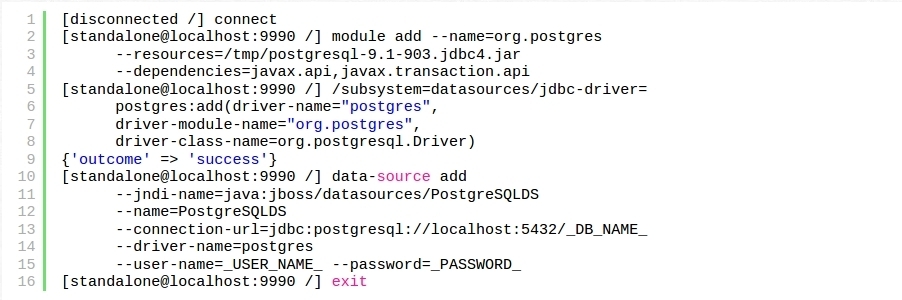 1 [disconnected /] connect
2 [standalone@localhost:9990 /] module add --name=org.postgres
3 --resources=/tmp/postgresql-9.1-903.jdbc4.jar
4 --dependencies=javax.api,javax.transaction.api
5 [standalone@localhost:9990 /] /subsystem=datasources/jdbc-driver=
6 postgres:add(driver-name="postgres",
7 driver-module-name="org.postgres",
8 driver-class-name=org.postgresql.Driver)
9 {'outcome' => 'success'}
10 [standalone@localhost:9990 /] data-source add
11 --jndi-name=java:jboss/datasources/PostgreSQLDS
12 --name=PostgreSQLDS
13 --connection-url=jdbc:postgresql://localhost:5432/_DB_NAME_
14 --driver-name=postgres
15 --user-name=_USER_NAME_ --password=_PASSWORD_
16 [standalone@localhost:9990 /] exit